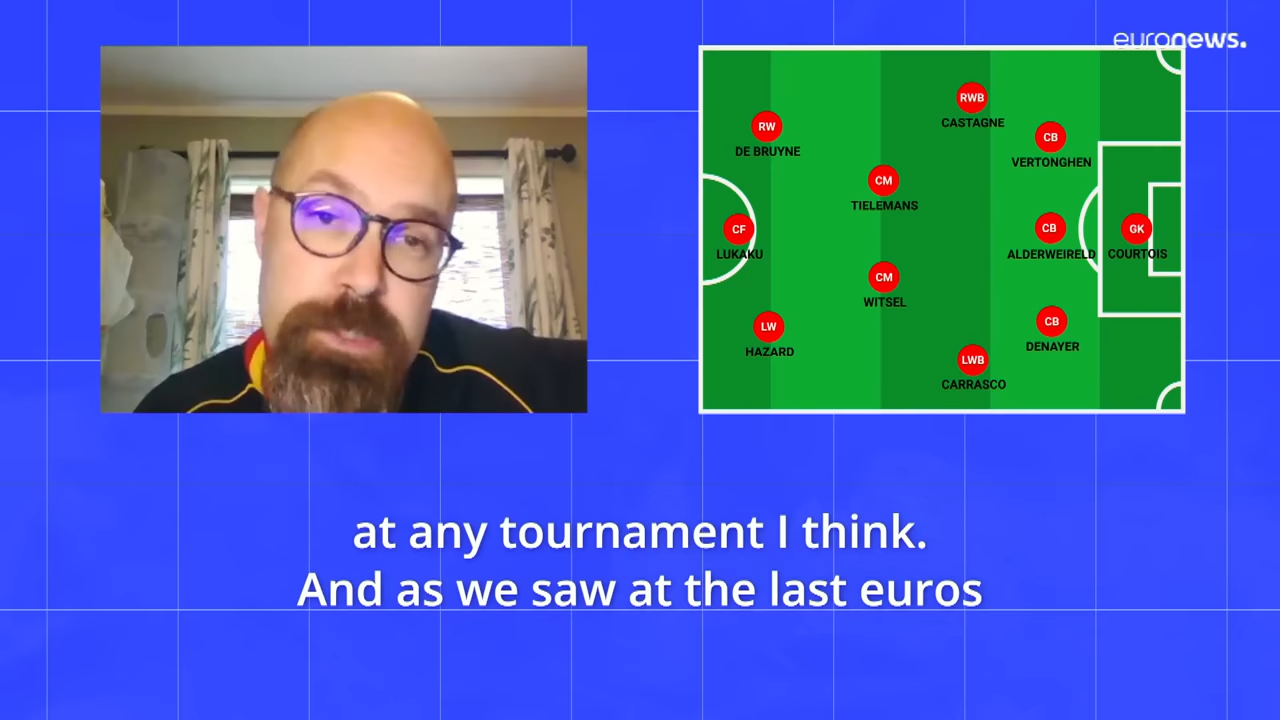 euronews.
RWB
CASTAGNE
RW
DE BRUYNE
CB
VERTONGHEN
CM
TIELEMANS
CF
LUKAKU
CB
ALDERWEIRELD
GK
COURTOIS
CM
WITSEL
LW
HAZARD
CB
DENAYER
LWB
CARRASCO
at any tournament I think.
And as we saw at the last euros